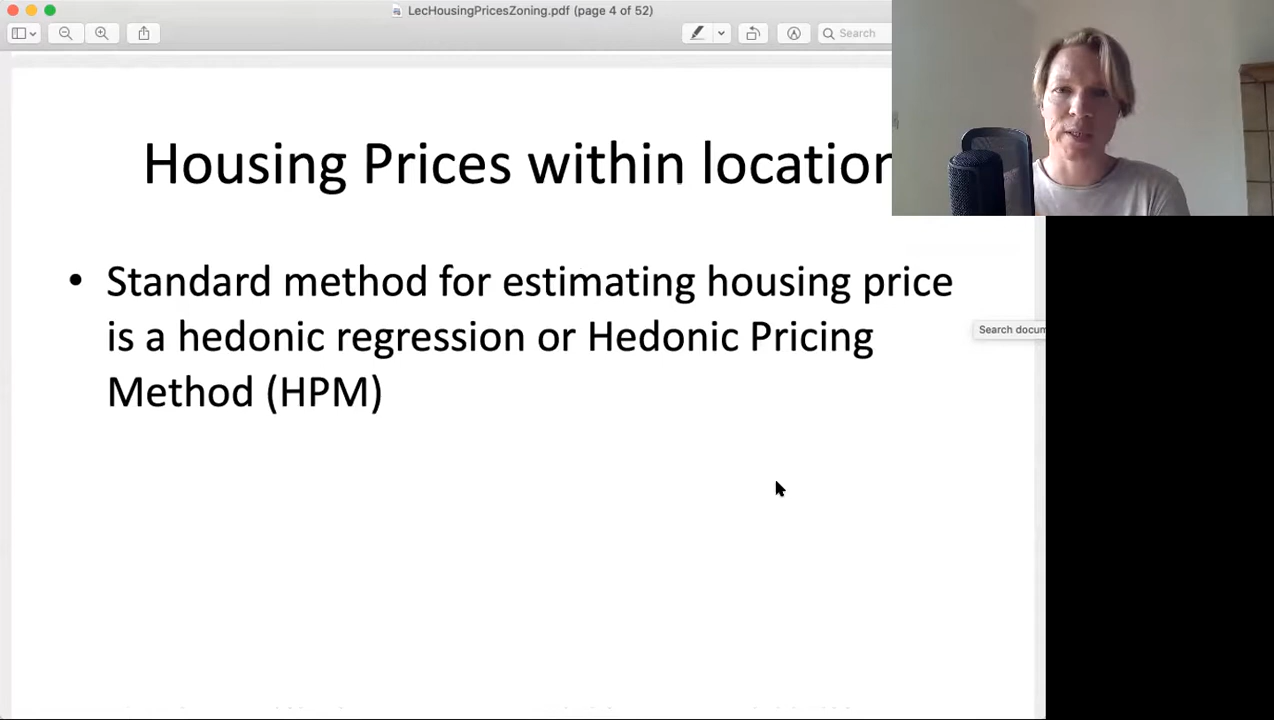 LecHousingPricesZoning.pdf (page 4 of 52)
Search
Housing Prices within location
• Standard method for estimating housing price
is a hedonic regression or Hedonic Pricing
Method (HPM)
Search docum